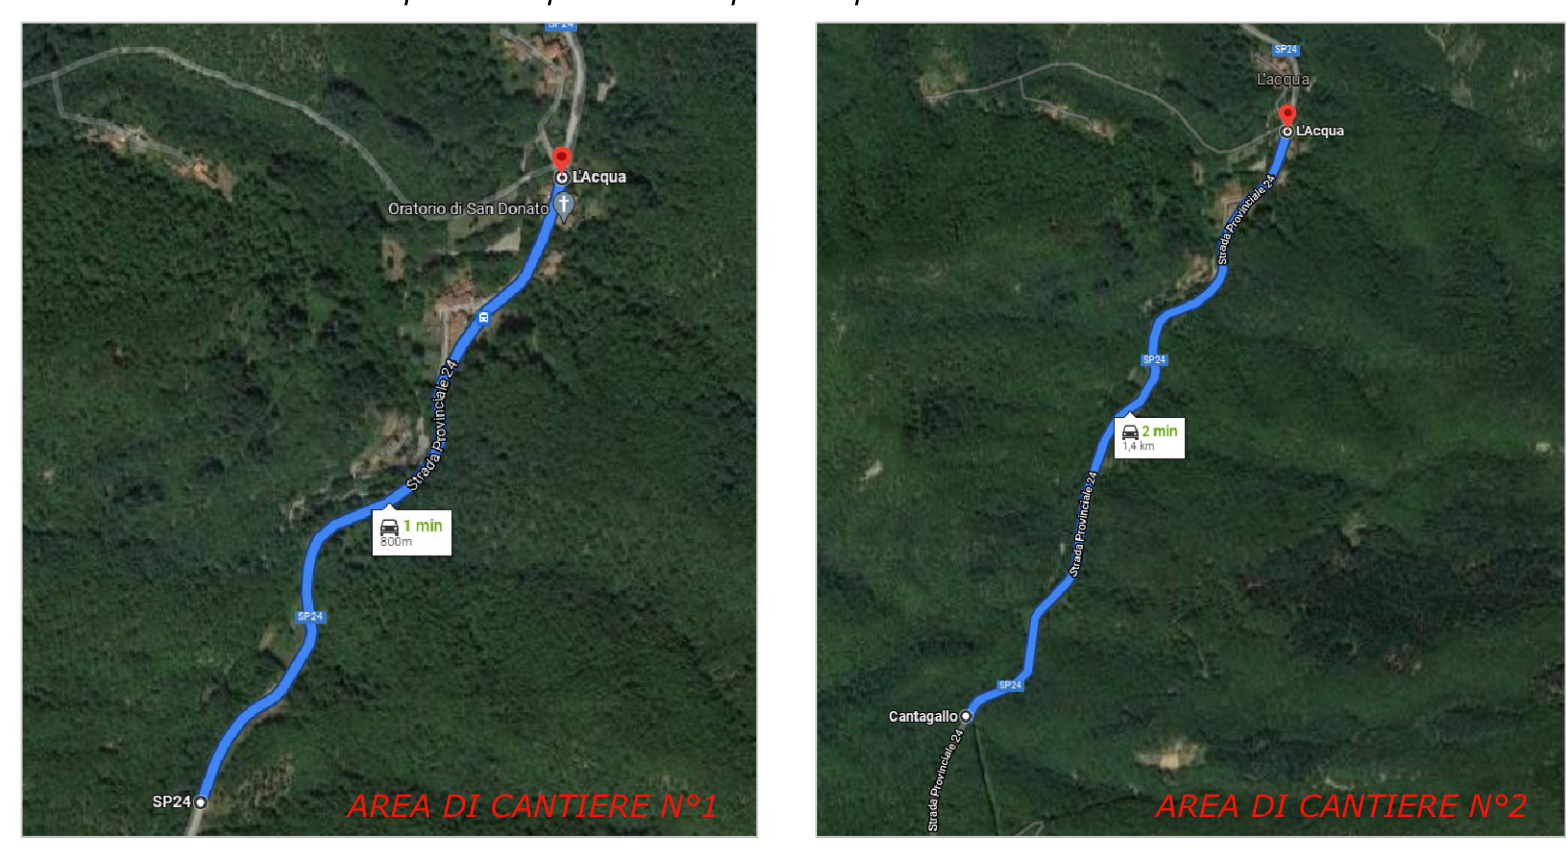 SP24
L'Acqua
Oratorio di San Donato
Strada Provinciale 24
1 min
800m
SP24
SP24
AREA DI CANTIERE N°1
SP24
L'acqua
L'Acqua
Strada Provinciale 24
SP24
2 min
1,4 km
Strada Provinciale 24
SP24
Cantagallo
Strada Provinciale 24
AREA DI CANTIERE N°2